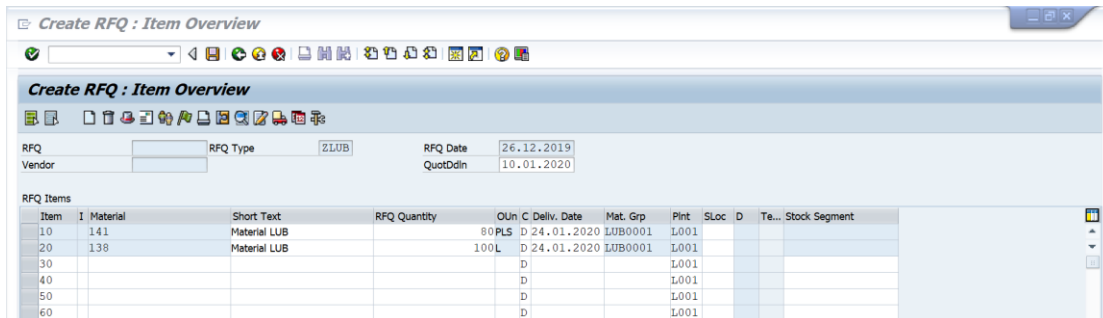 Create RFQ : Item Overview
Create RFQ : Item Overview
RFQ RFQ Type ZLUB RFQ Date 26.12.2019
Vendor QuotDdln 10.01.2020
RFQ Items
Item I Material Short Text RFQ Quantity OUn C Deliv. Date Mat. Grp Plnt SLoc D Te... Stock Segment
10 141 Material LUB 80 PLS D 24.01.2020 LUB0001 L001
20 138 Material LUB 100 L D 24.01.2020 LUB0001 L001
30 D L001
40 D L001
50 D L001
60 D L001